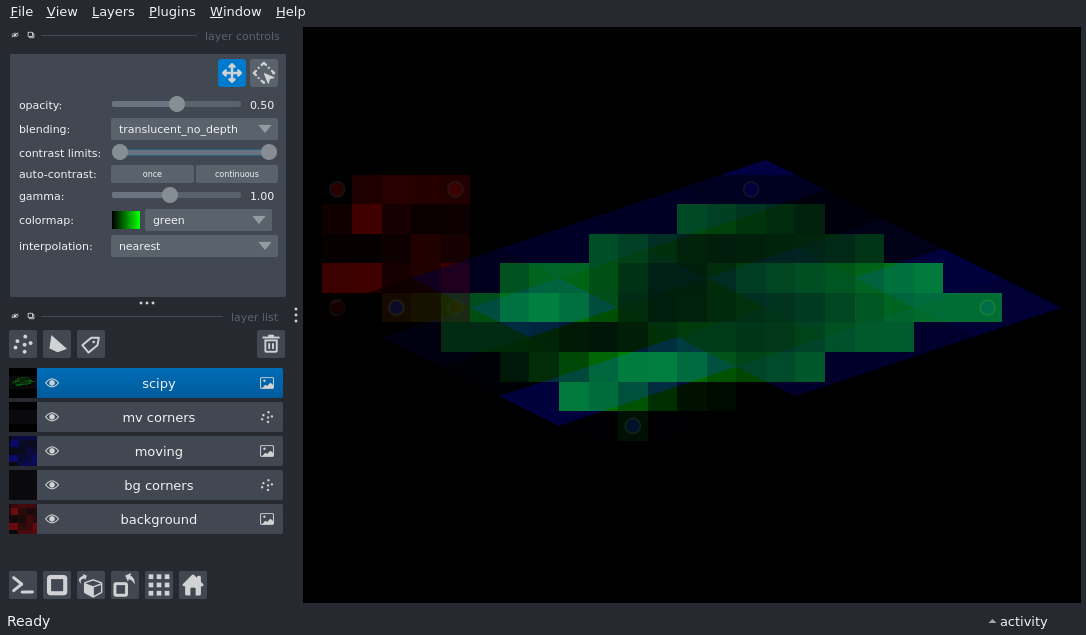 File View Layers Plugins Window Help
layer controls
opacity: 0.50
blending: translucent_no_depth
contrast limits:
auto-contrast: once continuous
gamma: 1.00
colormap: green
interpolation: nearest
layer list
scipy
mv corners
moving
bg corners
background
Ready activity